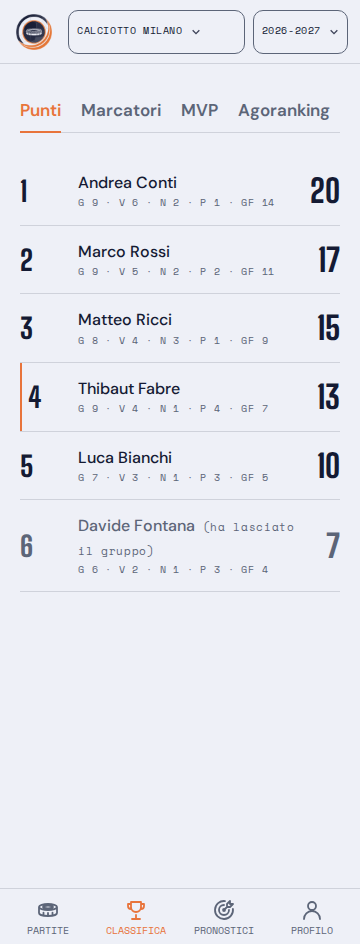 CALCIOTTO MILANO
2026-2027
Punti Marcatori MVP Agoranking
1
Andrea Conti
G 9 · V 6 · N 2 · P 1 · GF 14
20
2
Marco Rossi
G 9 · V 5 · N 2 · P 2 · GF 11
17
3
Matteo Ricci
G 8 · V 4 · N 3 · P 1 · GF 9
15
4
Thibaut Fabre
G 9 · V 4 · N 1 · P 4 · GF 7
13
5
Luca Bianchi
G 7 · V 3 · N 1 · P 3 · GF 5
10
6
Davide Fontana (ha lasciato
il gruppo)
G 6 · V 2 · N 1 · P 3 · GF 4
7
PARTITE CLASSIFICA PRONOSTICI PROFILO